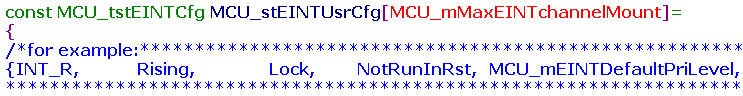 const MCU_tstEINTCfg MCU_stEINTUsrCfg[MCU_mMaxEINTchannelMount]=
{
/*for example:*******************************************************
{INT_R, Rising, Lock, NotRunInRst, MCU_mEINTDefaultPriLevel,
*******************************************************************